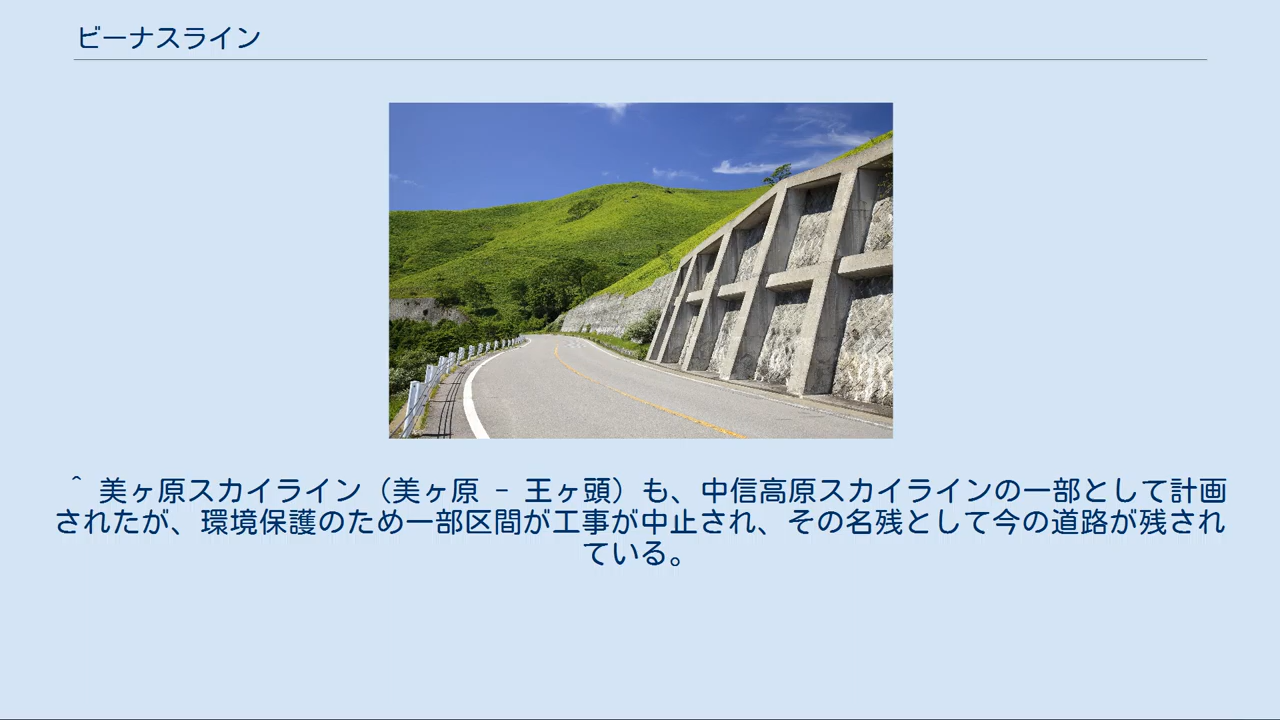 ビーナスライン
^ 美ヶ原スカイライン（美ヶ原 - 王ヶ頭）も、中信高原スカイラインの一部として計画
されたが、環境保護のため一部区間が工事が中止され、その名残として今の道路が残され
ている。